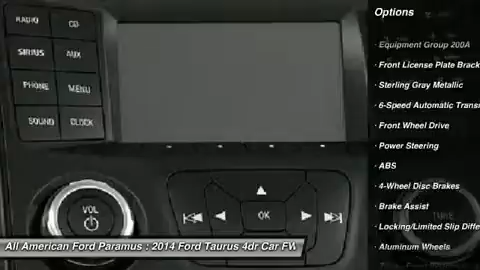 RADIO
CD
SIRIUS
AUX
PHONE
MENU
SOUND
CLOCK
VOL
OK
TUNE
Options
· Equipment Group 200A
· Front License Plate Brack
· Sterling Gray Metallic
· 6-Speed Automatic Transm
· Front Wheel Drive
· Power Steering
· ABS
· 4-Wheel Disc Brakes
· Brake Assist
· Locking/Limited Slip Diffe
· Aluminum Wheels
All American Ford Paramus : 2014 Ford Taurus 4dr Car FW